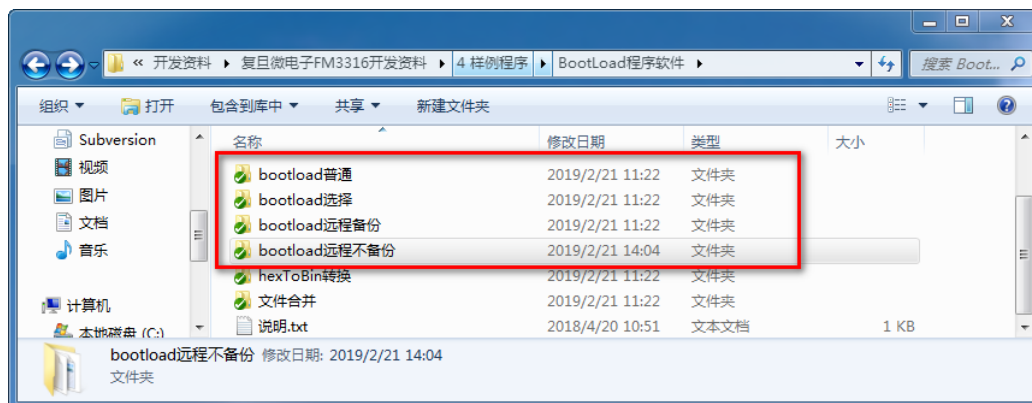 « 开发资料 ▸ 复旦微电子FM3316开发资料 ▸ 4 样例程序 ▸ BootLoad程序软件 ▸ 搜索 Boot...
组织 打开 包含到库中 共享 新建文件夹
Subversion
视频
图片
文档
音乐
计算机
本地磁盘 (C:)
名称 修改日期 类型 大小
bootload普通 2019/2/21 11:22 文件夹
bootload选择 2019/2/21 11:22 文件夹
bootload远程备份 2019/2/21 11:22 文件夹
bootload远程不备份 2019/2/21 14:04 文件夹
hexToBin转换 2019/2/21 11:22 文件夹
文件合并 2019/2/21 11:22 文件夹
说明.txt 2018/4/20 10:51 文本文档 1 KB
bootload远程不备份 修改日期: 2019/2/21 14:04
文件夹